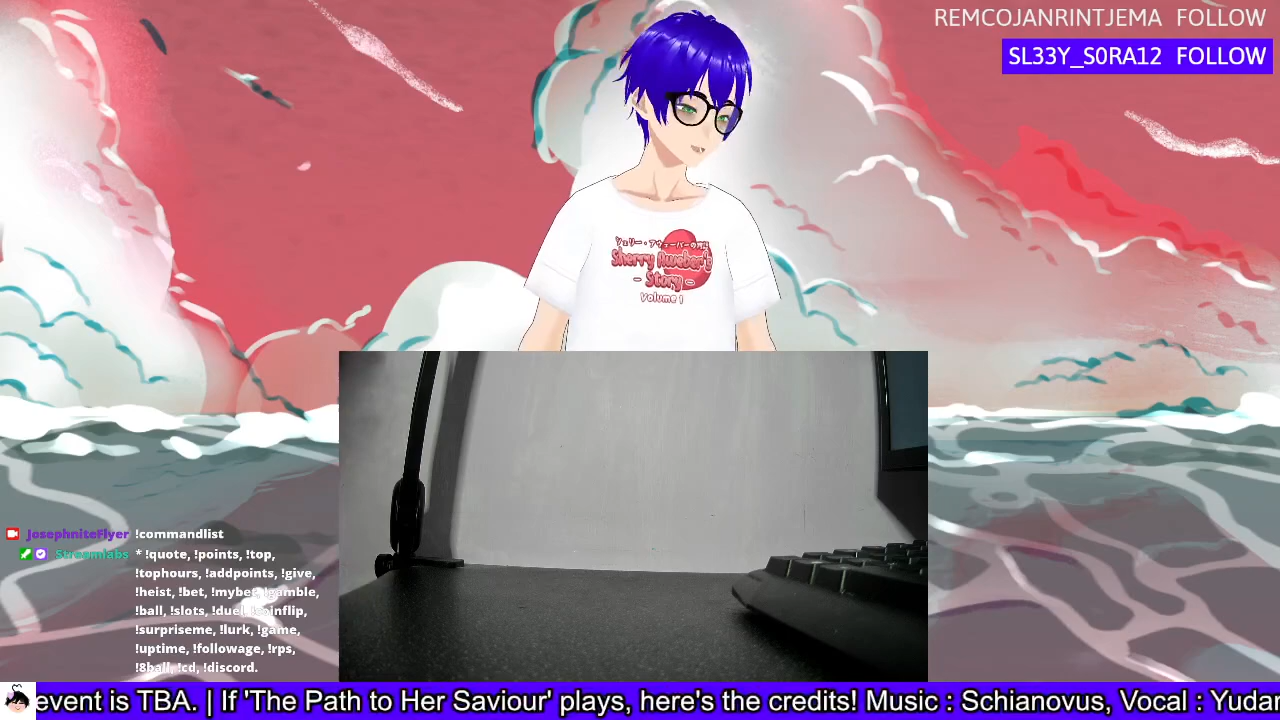 REMCOJANRINTJEMA FOLLOW
SL33Y_S0RA12 FOLLOW
Sherry Aweber's
- Story -
Volume 1
JosephniteFlyer !commandlist
Streamlabs * !quote, !points, !top,
!tophours, !addpoints, !give,
!heist, !bet, !mybet, !gamble,
!ball, !slots, !duel, !coinflip,
!surpriseme, !lurk, !game,
!uptime, !followage, !rps,
!8ball, !cd, !discord.
event is TBA. | If 'The Path to Her Saviour' plays, here's the credits! Music : Schianovus, Vocal : Yudar